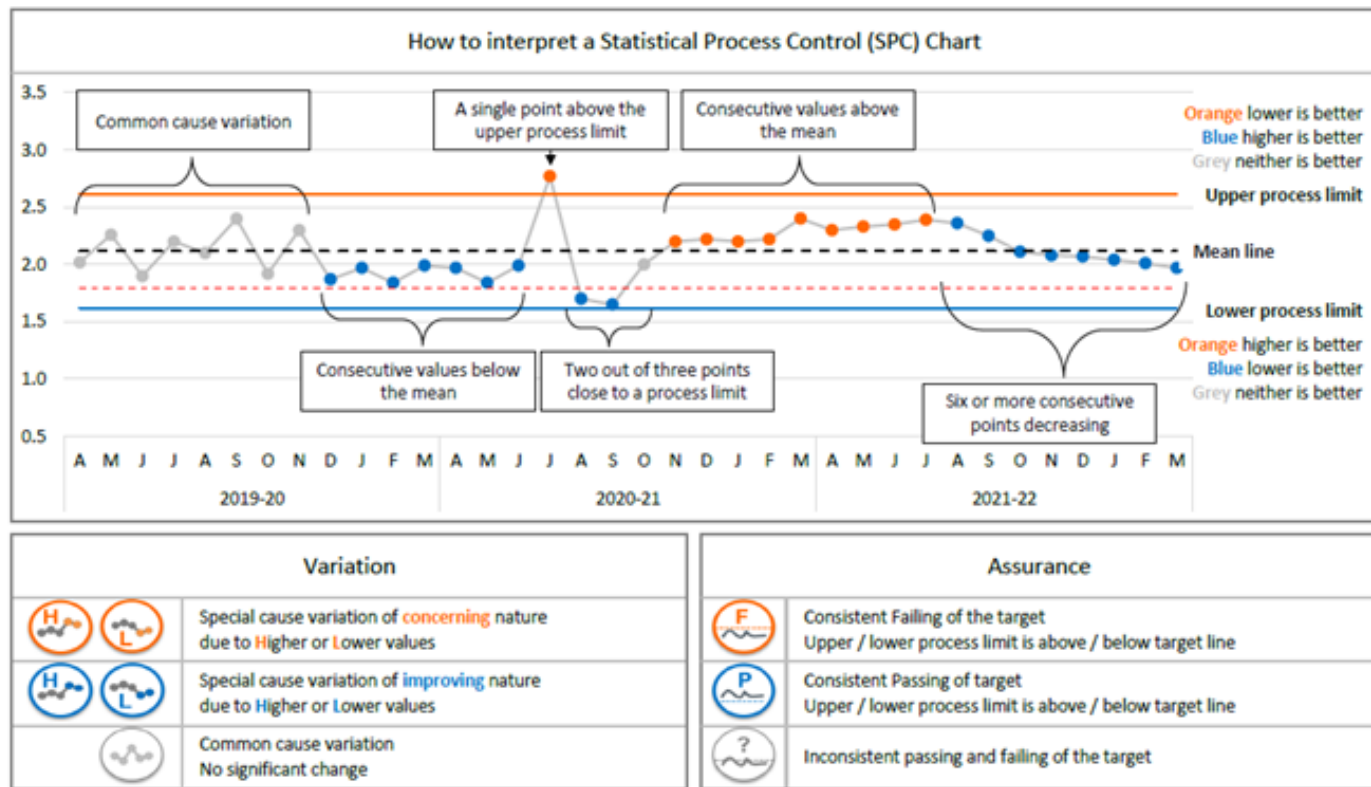 How to interpret a Statistical Process Control (SPC) Chart
3.5
3.0
2.5
2.0
1.5
1.0
0.5
Common cause variation
A single point above the
upper process limit
Consecutive values above
the mean
Orange lower is better
Blue higher is better
Grey neither is better
Upper process limit
Mean line
Lower process limit
Orange higher is better
Blue lower is better
Grey neither is better
Consecutive values below
the mean
Two out of three points
close to a process limit
Six or more consecutive
points decreasing
A M J J A S O N D J F M A M J J A S O N D J F M A M J J A S O N D J F M
2019-20 2020-21 2021-22
Variation
H L
Special cause variation of concerning nature
due to Higher or Lower values
H L
Special cause variation of improving nature
due to Higher or Lower values
Common cause variation
No significant change
Assurance
F
Consistent Failing of the target
Upper / lower process limit is above / below target line
P
Consistent Passing of target
Upper / lower process limit is above / below target line
?
Inconsistent passing and failing of the target